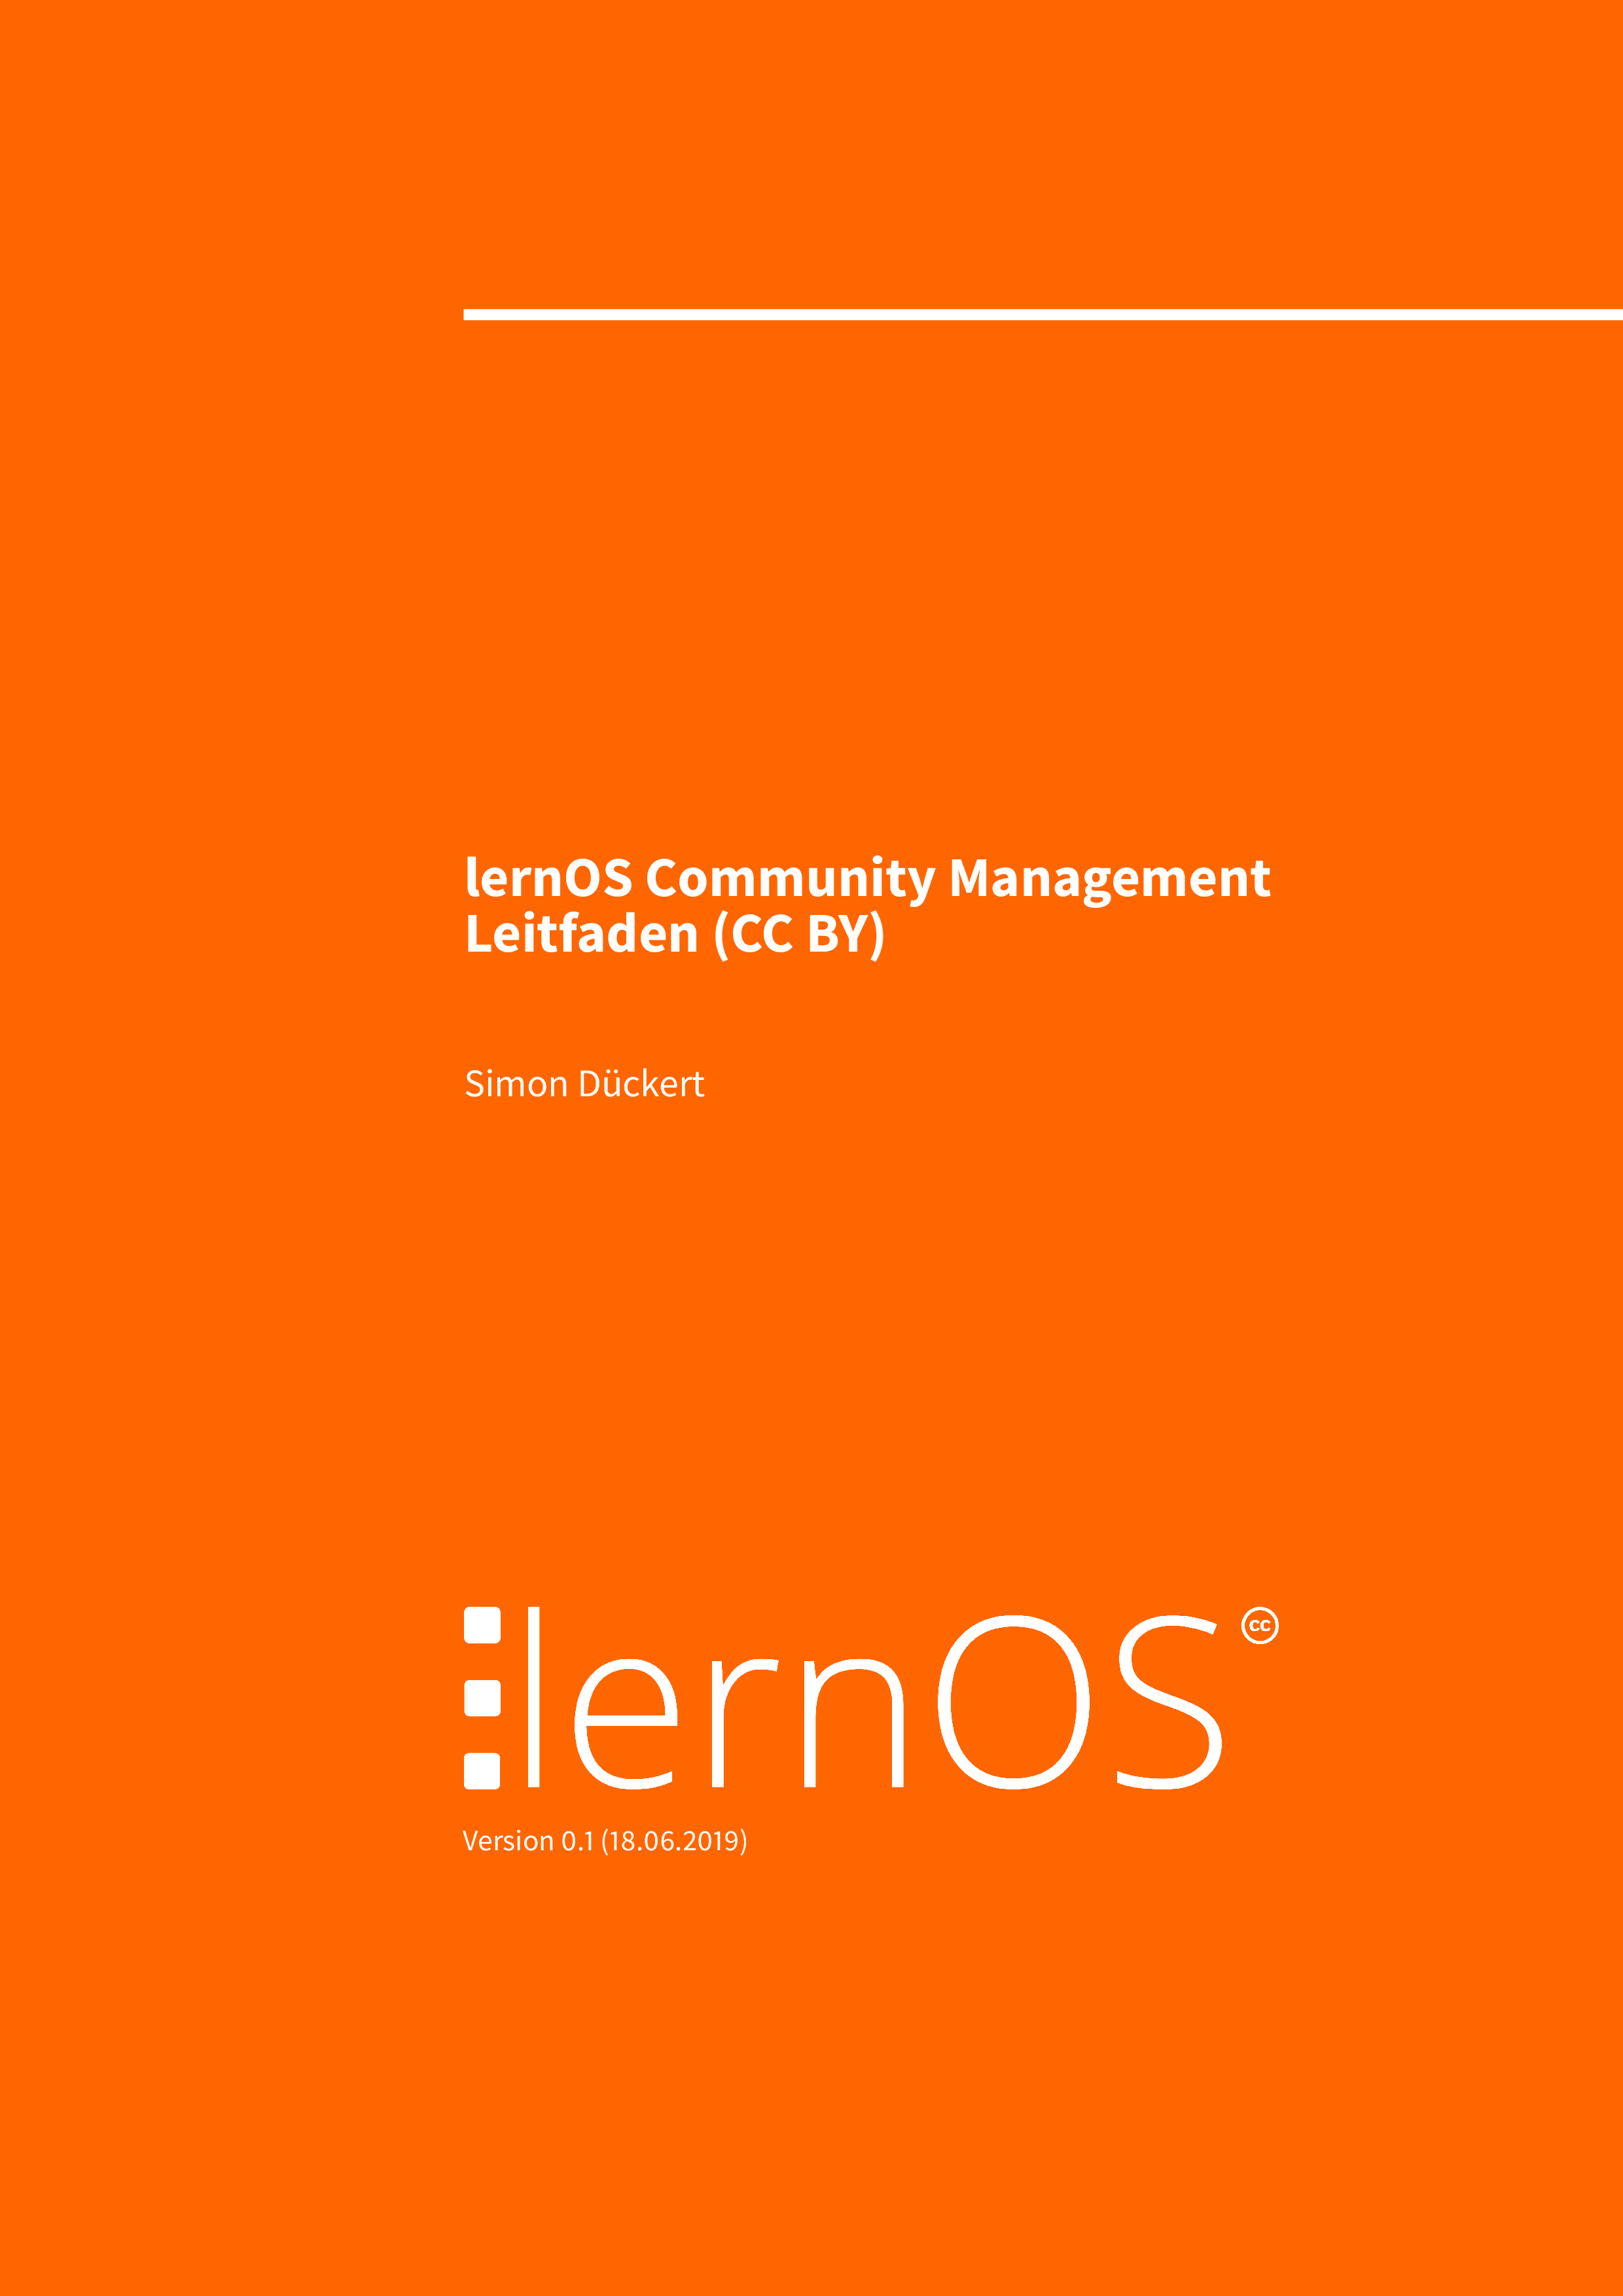 lernOS Community Management
Leitfaden (CC BY)
Simon Dückert
lernOS cc
Version 0.1 (18.06.2019)